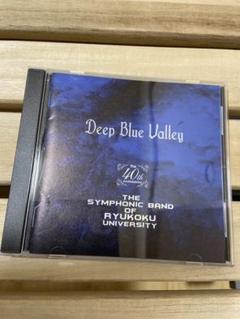 Deep Blue Valley
THE
40th
ANNIVERSARY
THE
SYMPHONIC BAND
OF
RYUKOKU
UNIVERSITY